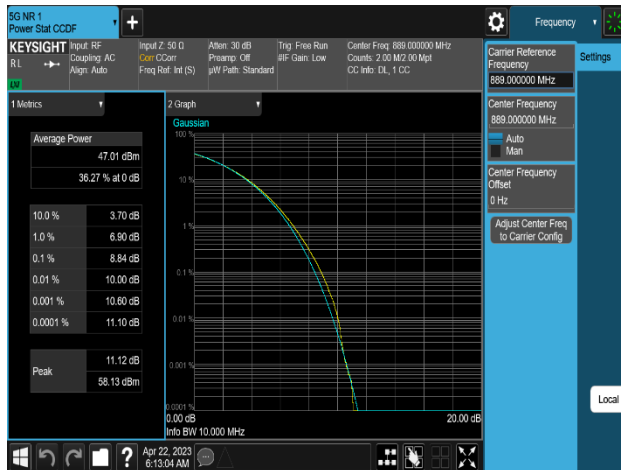 5G NR 1
Power Stat CCDF
Frequency
KEYSIGHT
Input: RF
Input Z: 50 Ω
Atten: 30 dB
Trig: Free Run
Center Freq: 889.000000 MHz
RL
Coupling: AC
Corr CCorr
Preamp: Off
#IF Gain: Low
Counts: 2.00 M/2.00 Mpt
Align: Auto
Freq Ref: Int (S)
µW Path: Standard
CC Info: DL, 1 CC
Carrier Reference
Frequency
889.000000 MHz
Settings
Center Frequency
889.000000 MHz
Auto
Man
Center Frequency
Offset
0 Hz
Adjust Center Freq
to Carrier Config
Local
1 Metrics
Average Power
47.01 dBm
36.27 % at 0 dB
10.0 % 3.70 dB
1.0 % 6.90 dB
0.1 % 8.84 dB
0.01 % 10.00 dB
0.001 % 10.60 dB
0.0001 % 11.10 dB
Peak
11.12 dB
58.13 dBm
2 Graph
Gaussian
100 %
10 %
1 %
0.1 %
0.01 %
0.001 %
0.0001 %
0.00 dB
20.00 dB
Info BW 10.000 MHz
?
Apr 22, 2023
6:13:04 AM